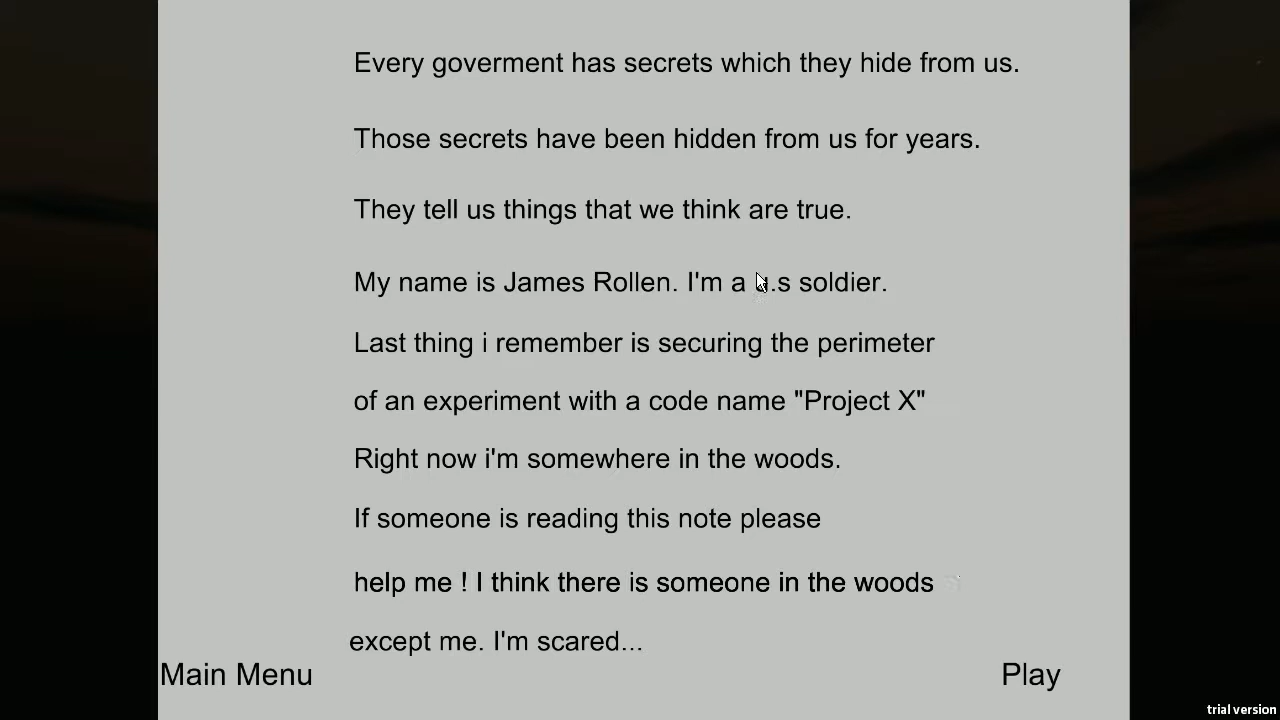 Every goverment has secrets which they hide from us.
Those secrets have been hidden from us for years.
They tell us things that we think are true.
My name is James Rollen. I'm a u.s soldier.
Last thing i remember is securing the perimeter
of an experiment with a code name "Project X"
Right now i'm somewhere in the woods.
If someone is reading this note please
help me ! I think there is someone in the woods
except me. I'm scared...
Main Menu
Play
trial version